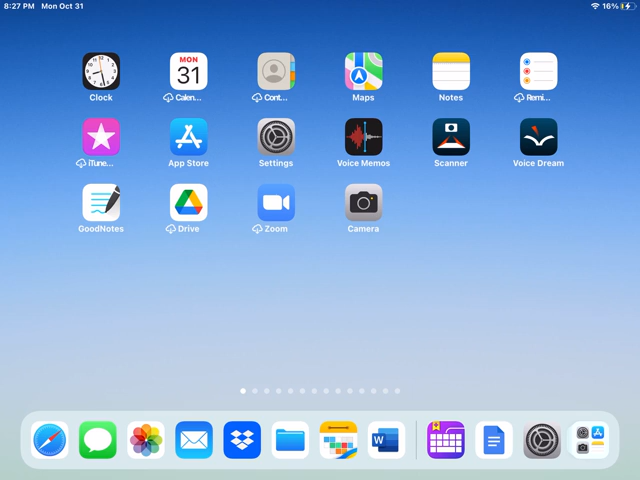 8:27 PM Mon Oct 31
16%
MON
31
Clock
Calen...
Cont...
Maps
Notes
Remi...
iTune...
App Store
Settings
Voice Memos
Scanner
Voice Dream
GoodNotes
Drive
Zoom
Camera
W